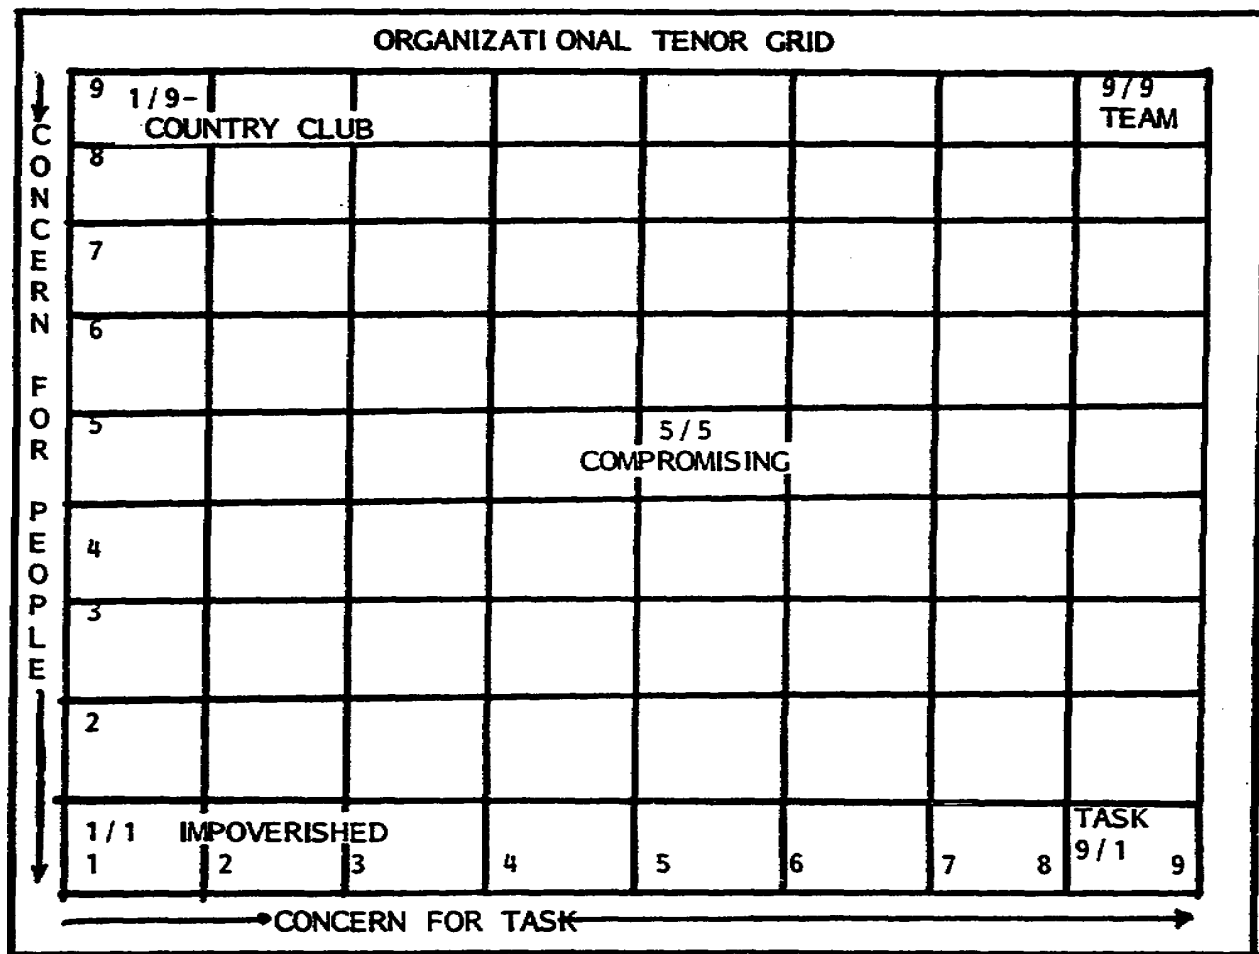 ORGANIZATIONAL TENOR GRID
CONCERN FOR PEOPLE
9 1/9- 9/9
COUNTRY CLUB TEAM
8
7
6
5 5/5
COMPROMISING
4
3
2
1/1 IMPOVERISHED TASK
9/1
1 2 3 4 5 6 7 8 9
CONCERN FOR TASK